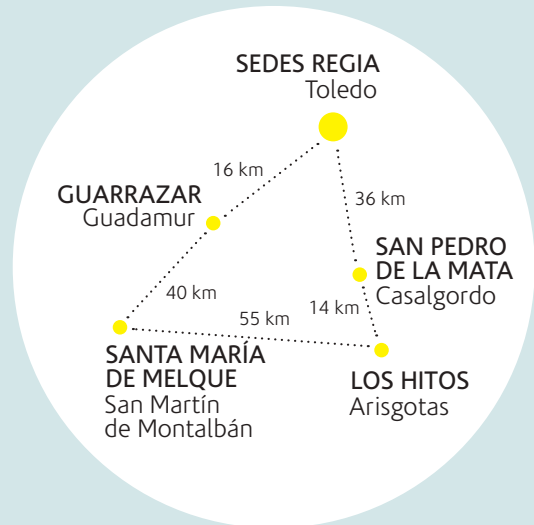 SEDES REGIA
Toledo
16 km
GUARRAZAR
Guadamur
36 km
SAN PEDRO
DE LA MATA
Casalgordo
40 km
14 km
55 km
SANTA MARÍA
DE MELQUE
San Martín
de Montalbán
LOS HITOS
Arisgotas